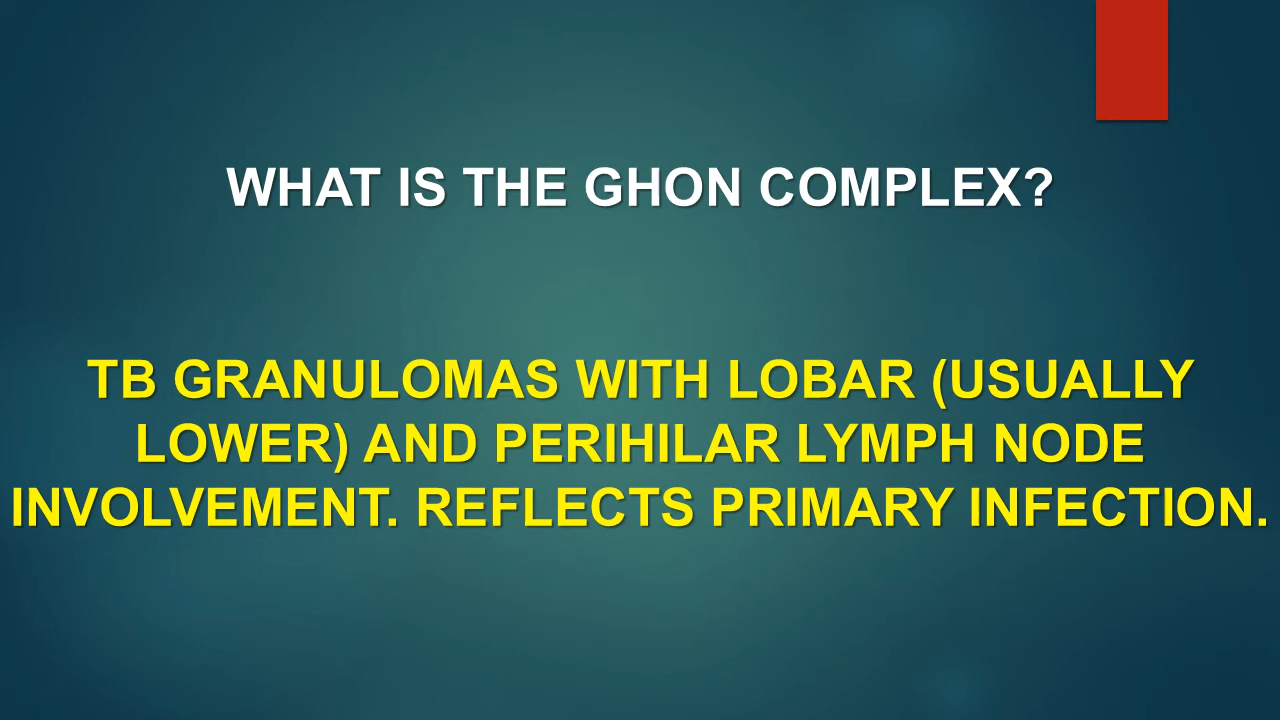 WHAT IS THE GHON COMPLEX?
TB GRANULOMAS WITH LOBAR (USUALLY
LOWER) AND PERIHILAR LYMPH NODE
INVOLVEMENT. REFLECTS PRIMARY INFECTION.